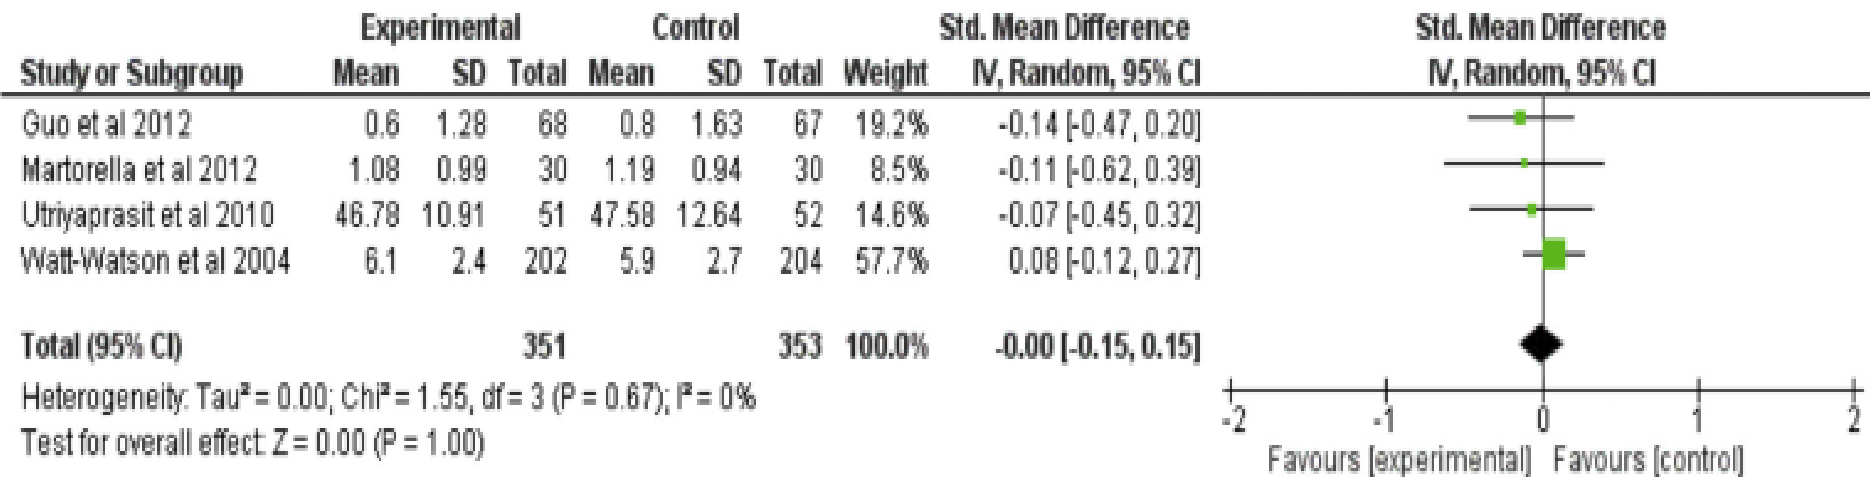 Experimental Control Std. Mean Difference Std. Mean Difference
Study or Subgroup Mean SD Total Mean SD Total Weight IV, Random, 95% CI IV, Random, 95% CI
Guo et al 2012 0.6 1.28 68 0.8 1.63 67 19.2% -0.14 [-0.47, 0.20]
Martorella et al 2012 1.08 0.99 30 1.19 0.94 30 8.5% -0.11 [-0.62, 0.39]
Utriyaprasit et al 2010 46.78 10.91 51 47.58 12.64 52 14.6% -0.07 [-0.45, 0.32]
Watt-Watson et al 2004 6.1 2.4 202 5.9 2.7 204 57.7% 0.08 [-0.12, 0.27]
Total (95% CI) 351 353 100.0% -0.00 [-0.15, 0.15]
Heterogeneity: Tau² = 0.00; Chi² = 1.55, df = 3 (P = 0.67); I² = 0%
Test for overall effect: Z = 0.00 (P = 1.00)
-2 -1 0 1 2
Favours [experimental] Favours [control]